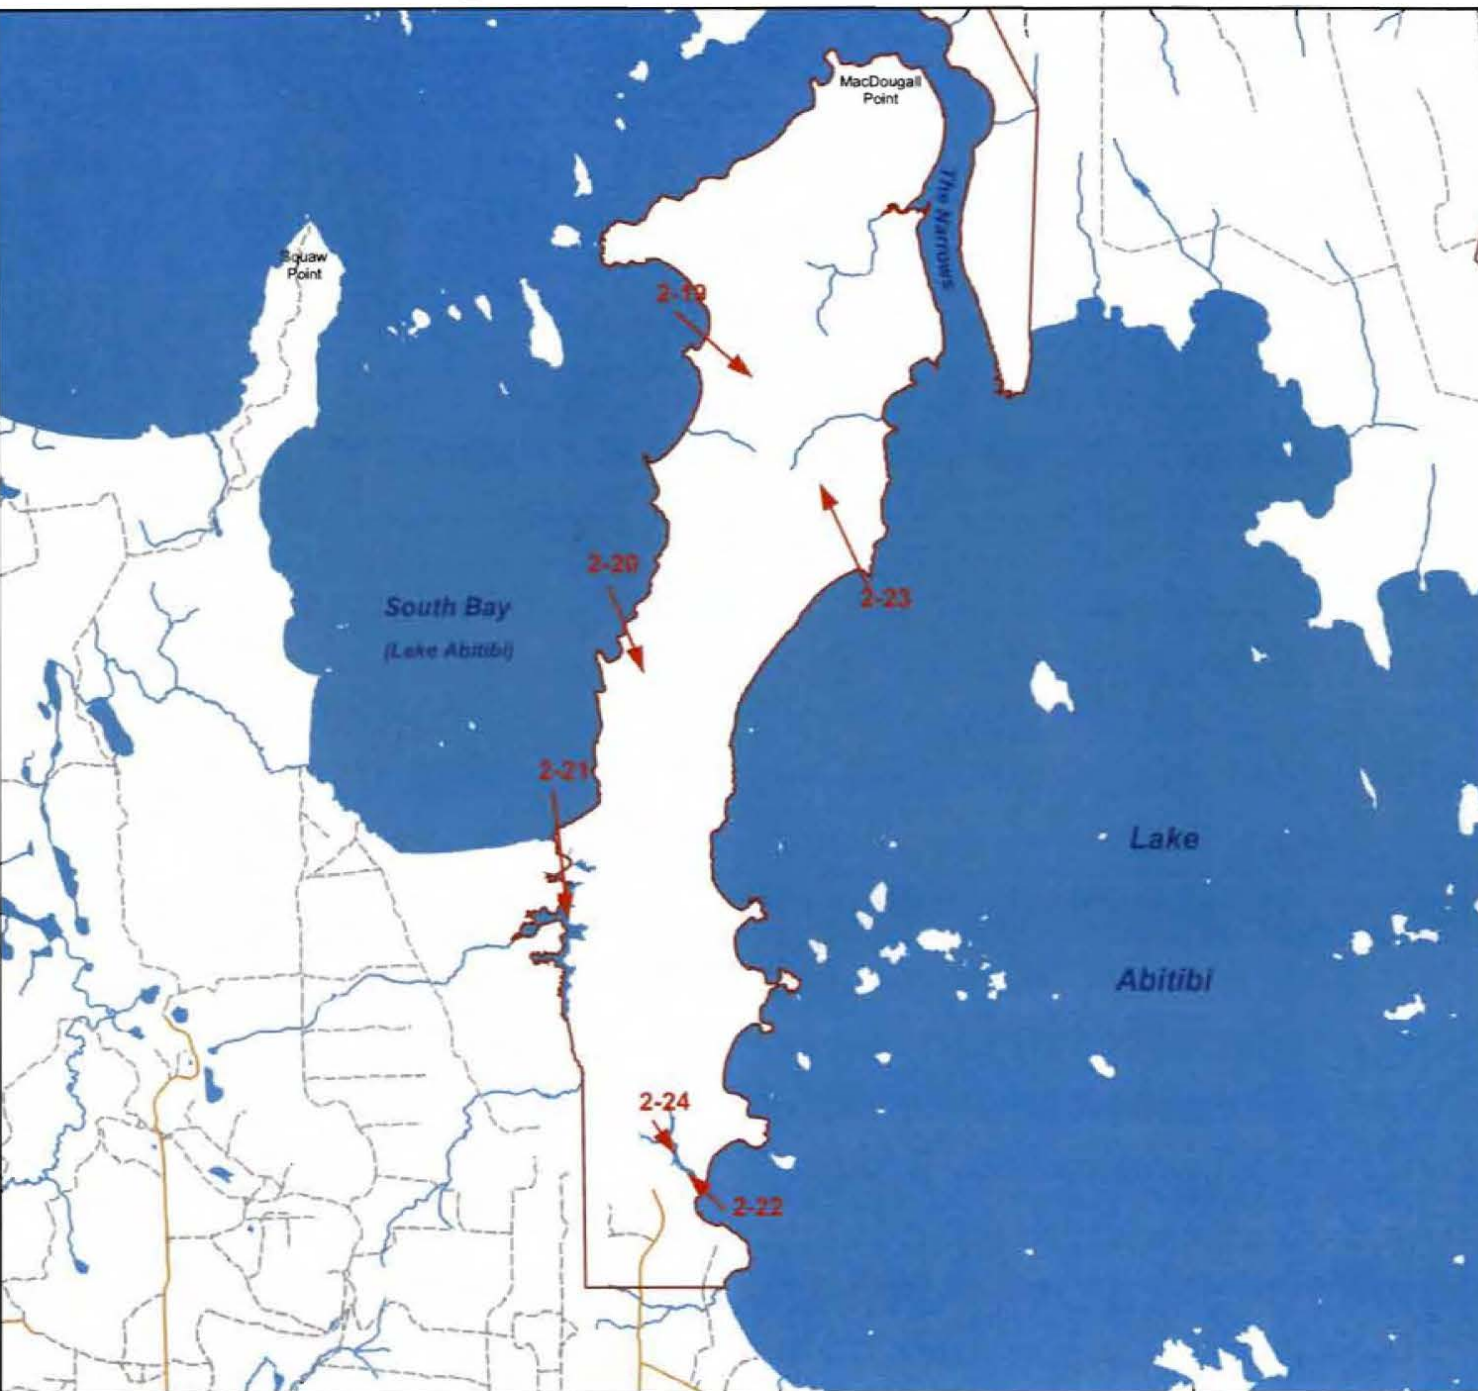 MacDougall
Point
The Narrows
Squaw
Point
2-19
2-20
2-23
South Bay
(Lake Abitibi)
2-21
Lake
Abitibi
2-24
2-22